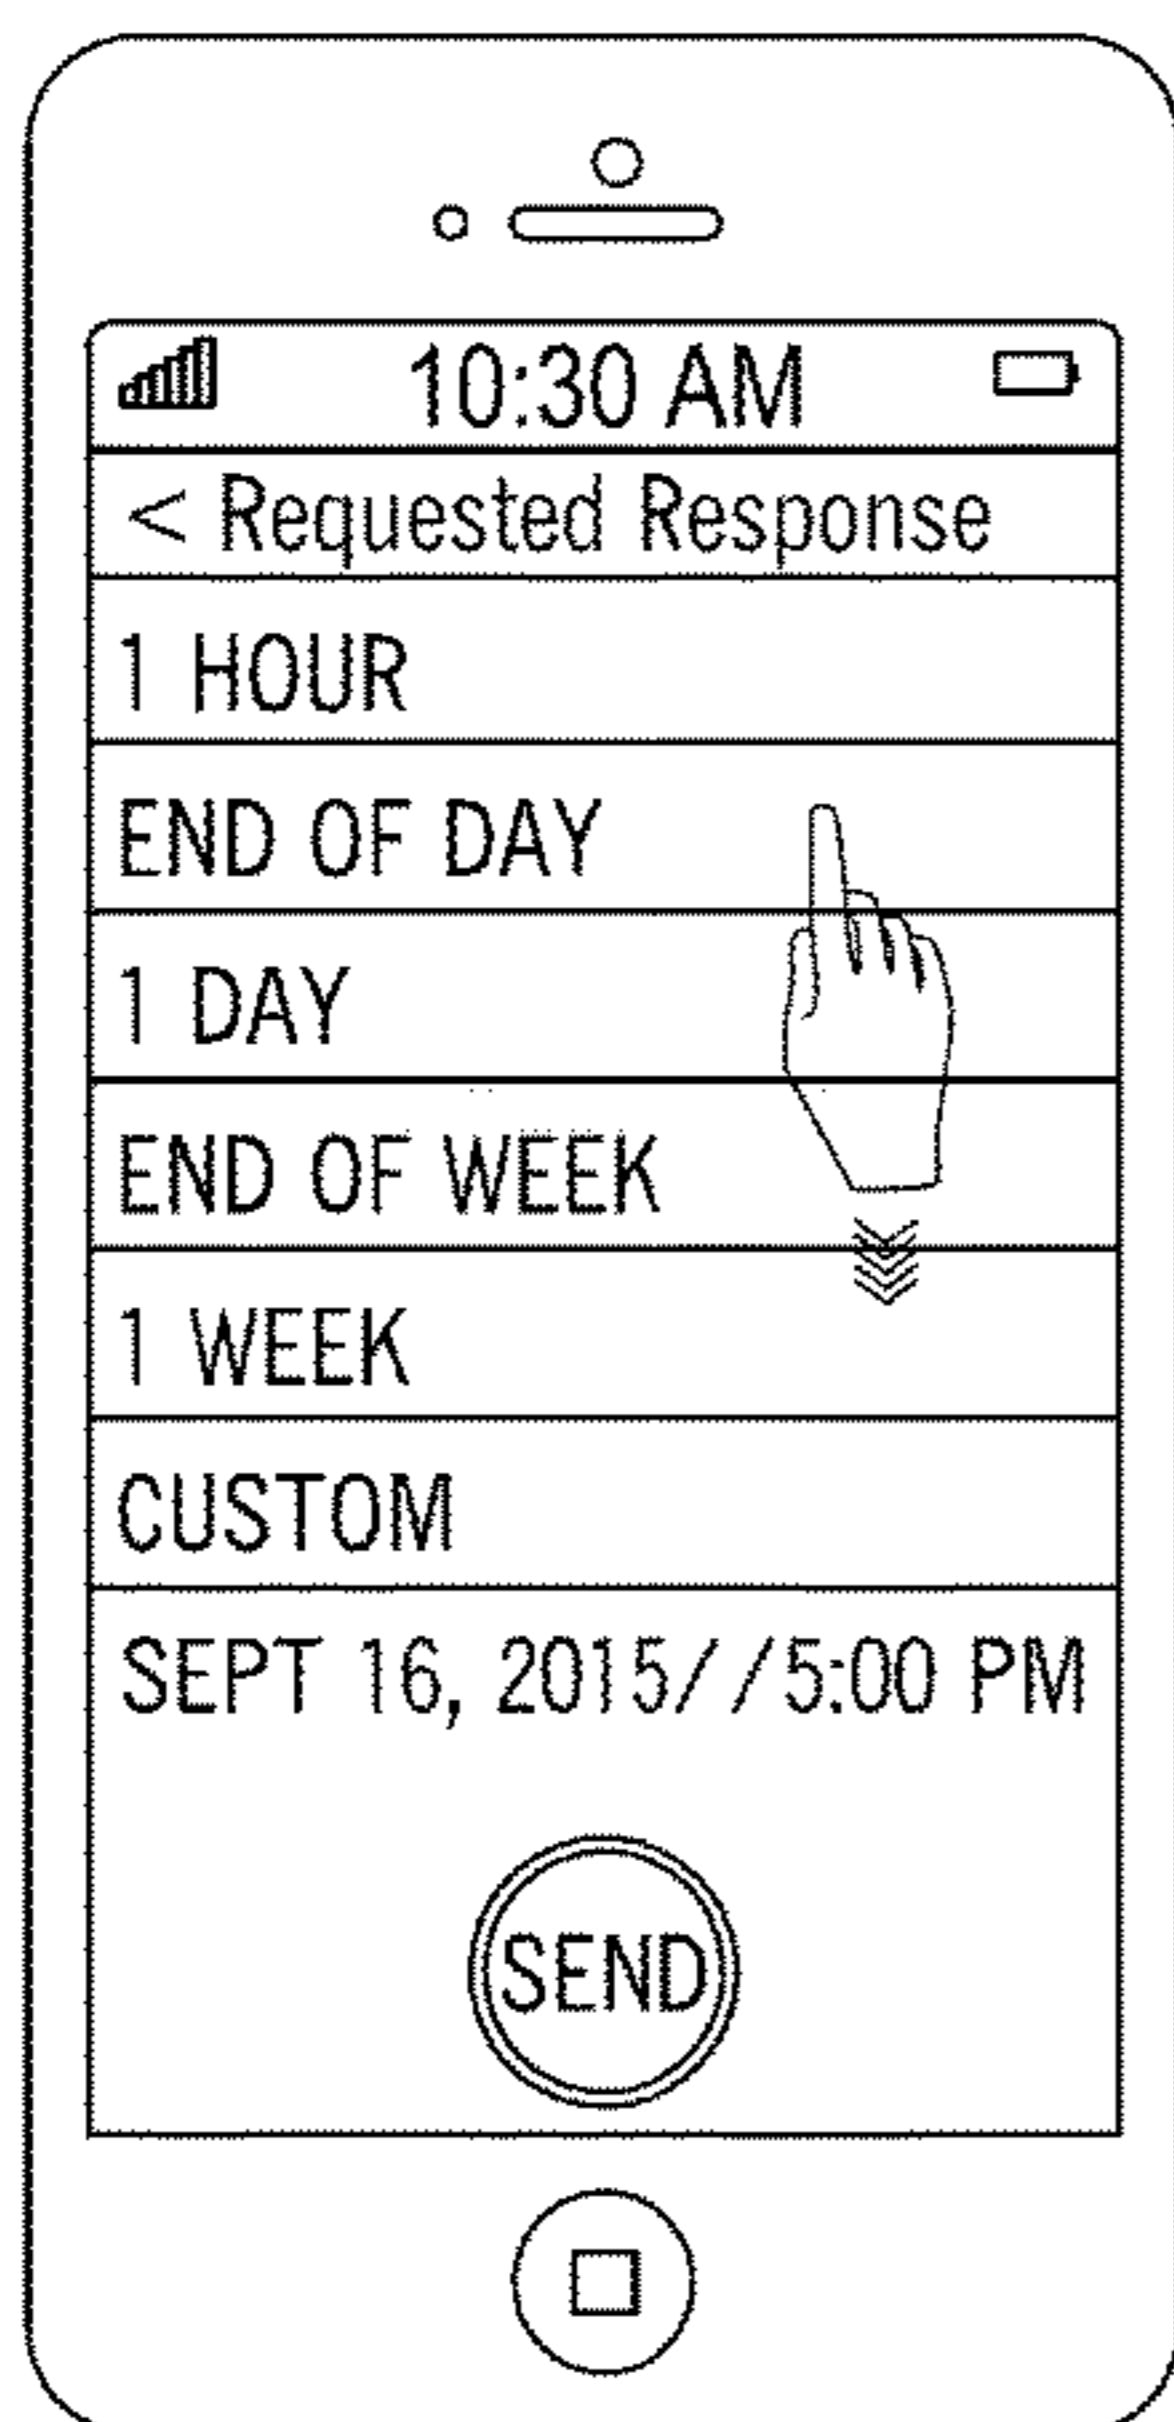 10:30 AM
< Requested Response
1 HOUR
END OF DAY
1 DAY
END OF WEEK
1 WEEK
CUSTOM
SEPT 16, 2015//5:00 PM
SEND